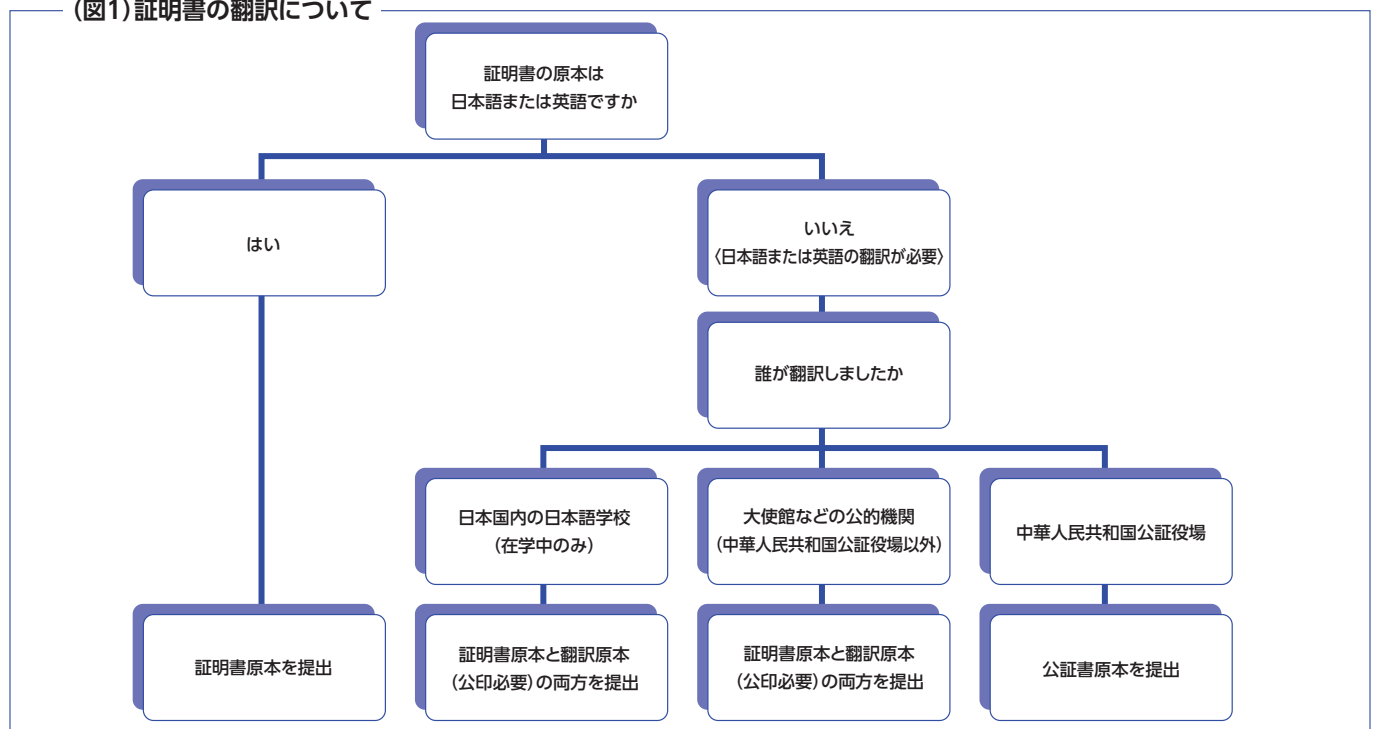 (図1)証明書の翻訳について
証明書の原本は
日本語または英語ですか
はい
いいえ
〈日本語または英語の翻訳が必要〉
誰が翻訳しましたか
日本国内の日本語学校
(在学中のみ)
大使館などの公的機関
(中華人民共和国公証役場以外)
中華人民共和国公証役場
証明書原本を提出
証明書原本と翻訳原本
(公印必要)の両方を提出
証明書原本と翻訳原本
(公印必要)の両方を提出
公証書原本を提出